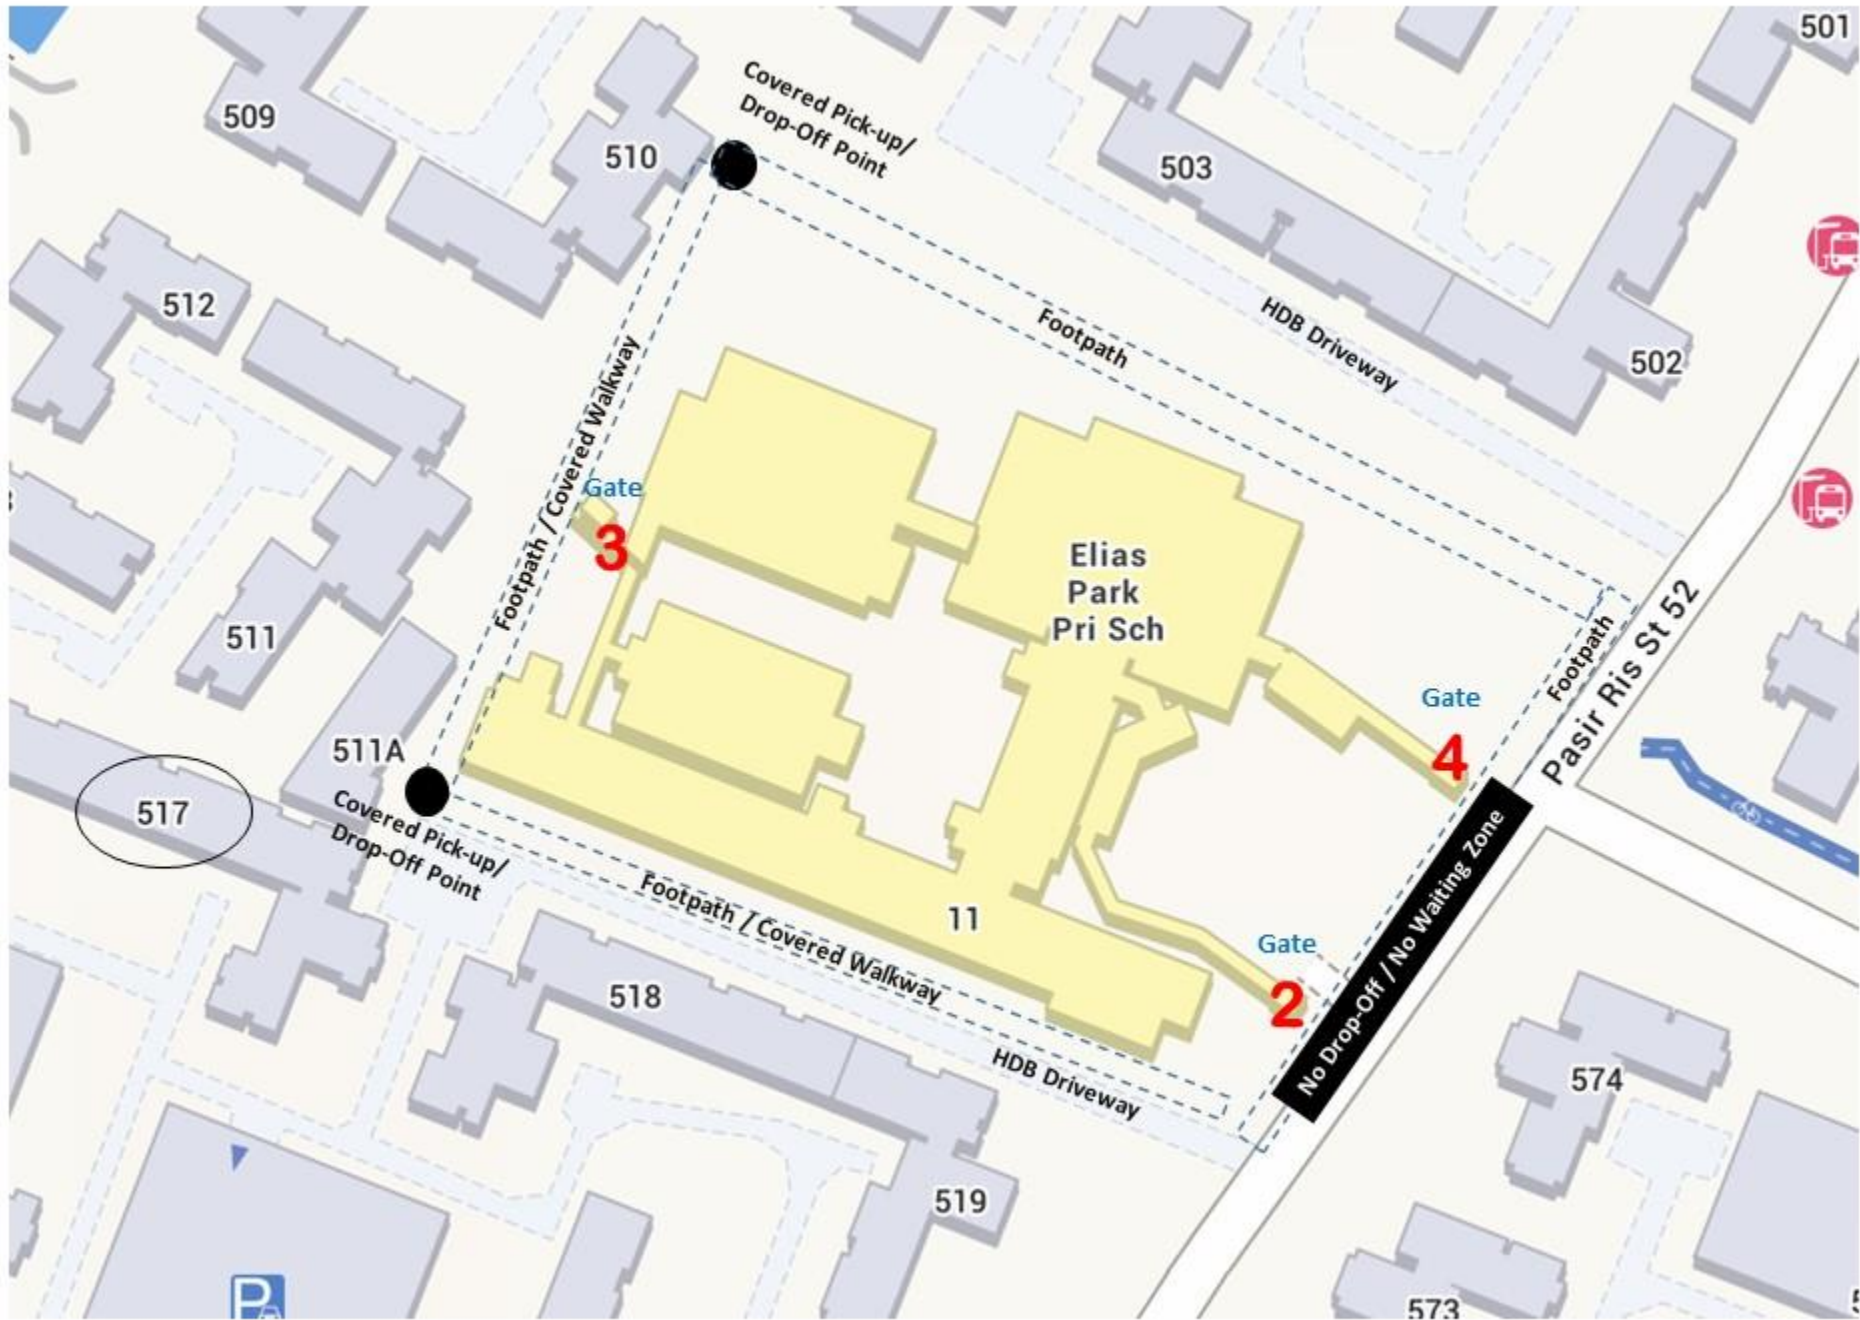 501
509
Covered Pick-up/
Drop-Off Point
510
503
512
HDB Driveway
Footpath
502
Footpath / Covered Walkway
Gate
3
Elias
Park
Pri Sch
511
Footpath
Pasir Ris St 52
Gate
4
511A
517
Covered Pick-up/
Drop-Off Point
No Drop-Off / No Waiting Zone
Footpath / Covered Walkway
11
Gate
2
518
HDB Driveway
574
519
P
573